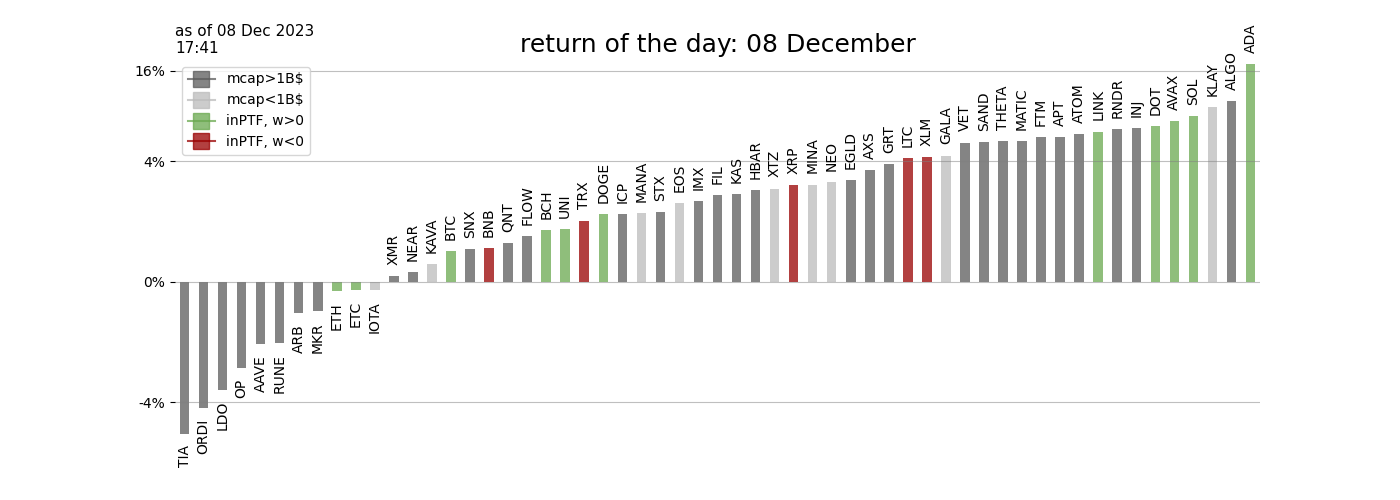 as of 08 Dec 2023
17:41
return of the day: 08 December
16%
4%
0%
-4%
mcap>1B$
mcap<1B$
inPTF, w>0
inPTF, w<0
TIA
ORDI
LDO
OP
AAVE
RUNE
ARB
MKR
ETH
ETC
IOTA
XMR
NEAR
KAVA
BTC
SNX
BNB
QNT
FLOW
BCH
UNI
TRX
DOGE
ICP
MANA
STX
EOS
IMX
FIL
KAS
HBAR
XTZ
XRP
MINA
NEO
EGLD
AXS
GRT
LTC
XLM
GALA
VET
SAND
THETA
MATIC
FTM
APT
ATOM
LINK
RNDR
INJ
DOT
AVAX
SOL
KLAY
ALGO
ADA